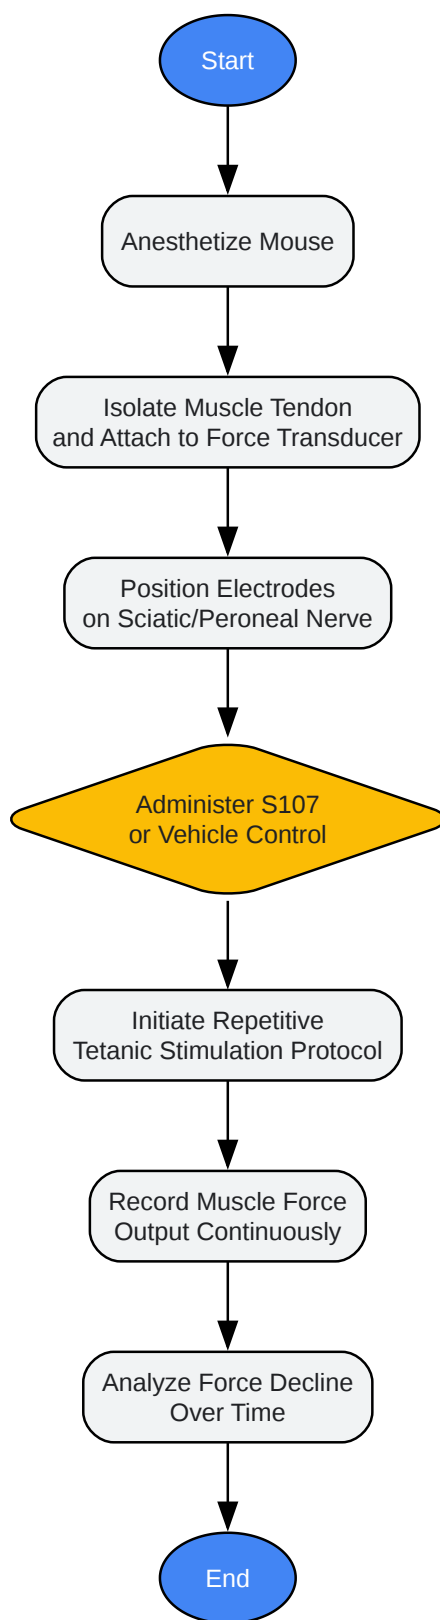 Start
Anesthetize Mouse
Isolate Muscle Tendon
and Attach to Force Transducer
Position Electrodes
on Sciatic/Peroneal Nerve
Administer S107
or Vehicle Control
Initiate Repetitive
Tetanic Stimulation Protocol
Record Muscle Force
Output Continuously
Analyze Force Decline
Over Time
End